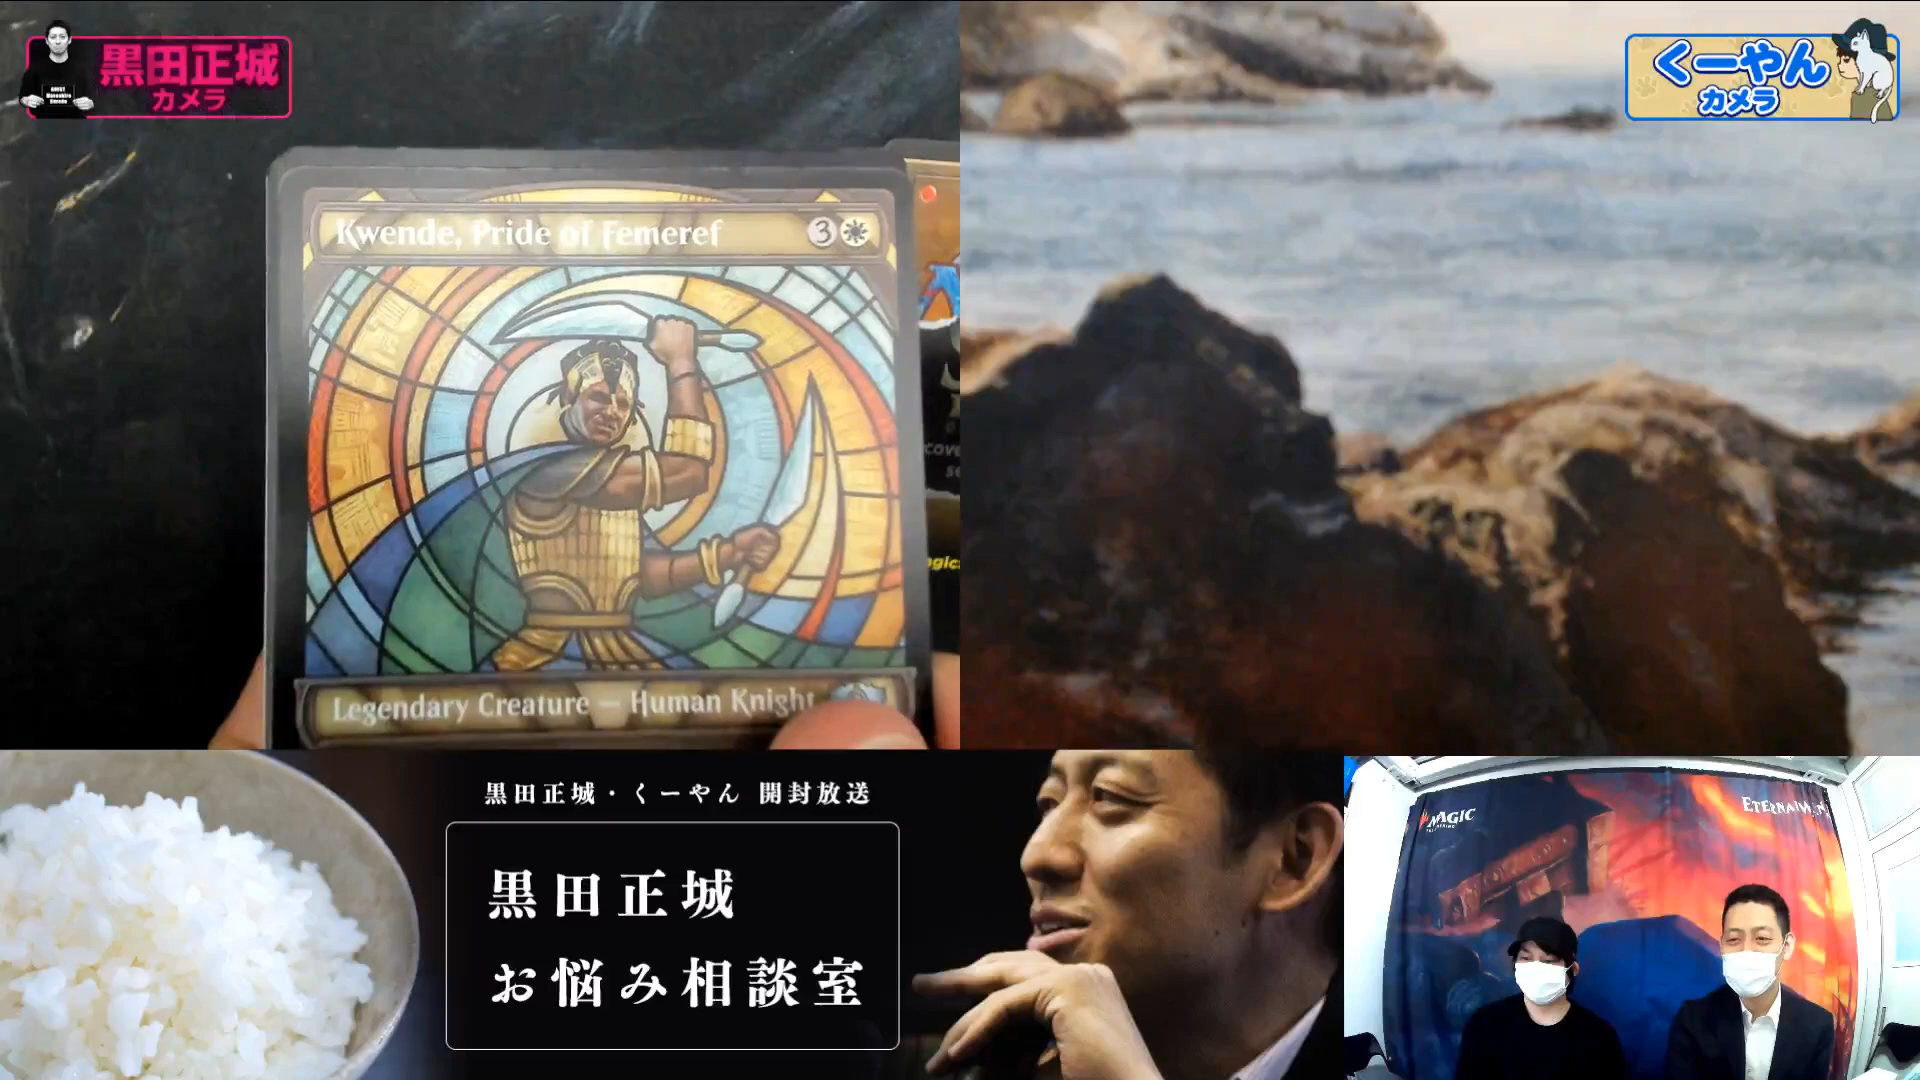 黒田正城
カメラ
くーやん
カメラ
Kwende, Pride of Femeref
3
Legendary Creature — Human Knight
黒田正城・くーやん 開封放送
黒田正城
お悩み相談室
MAGIC